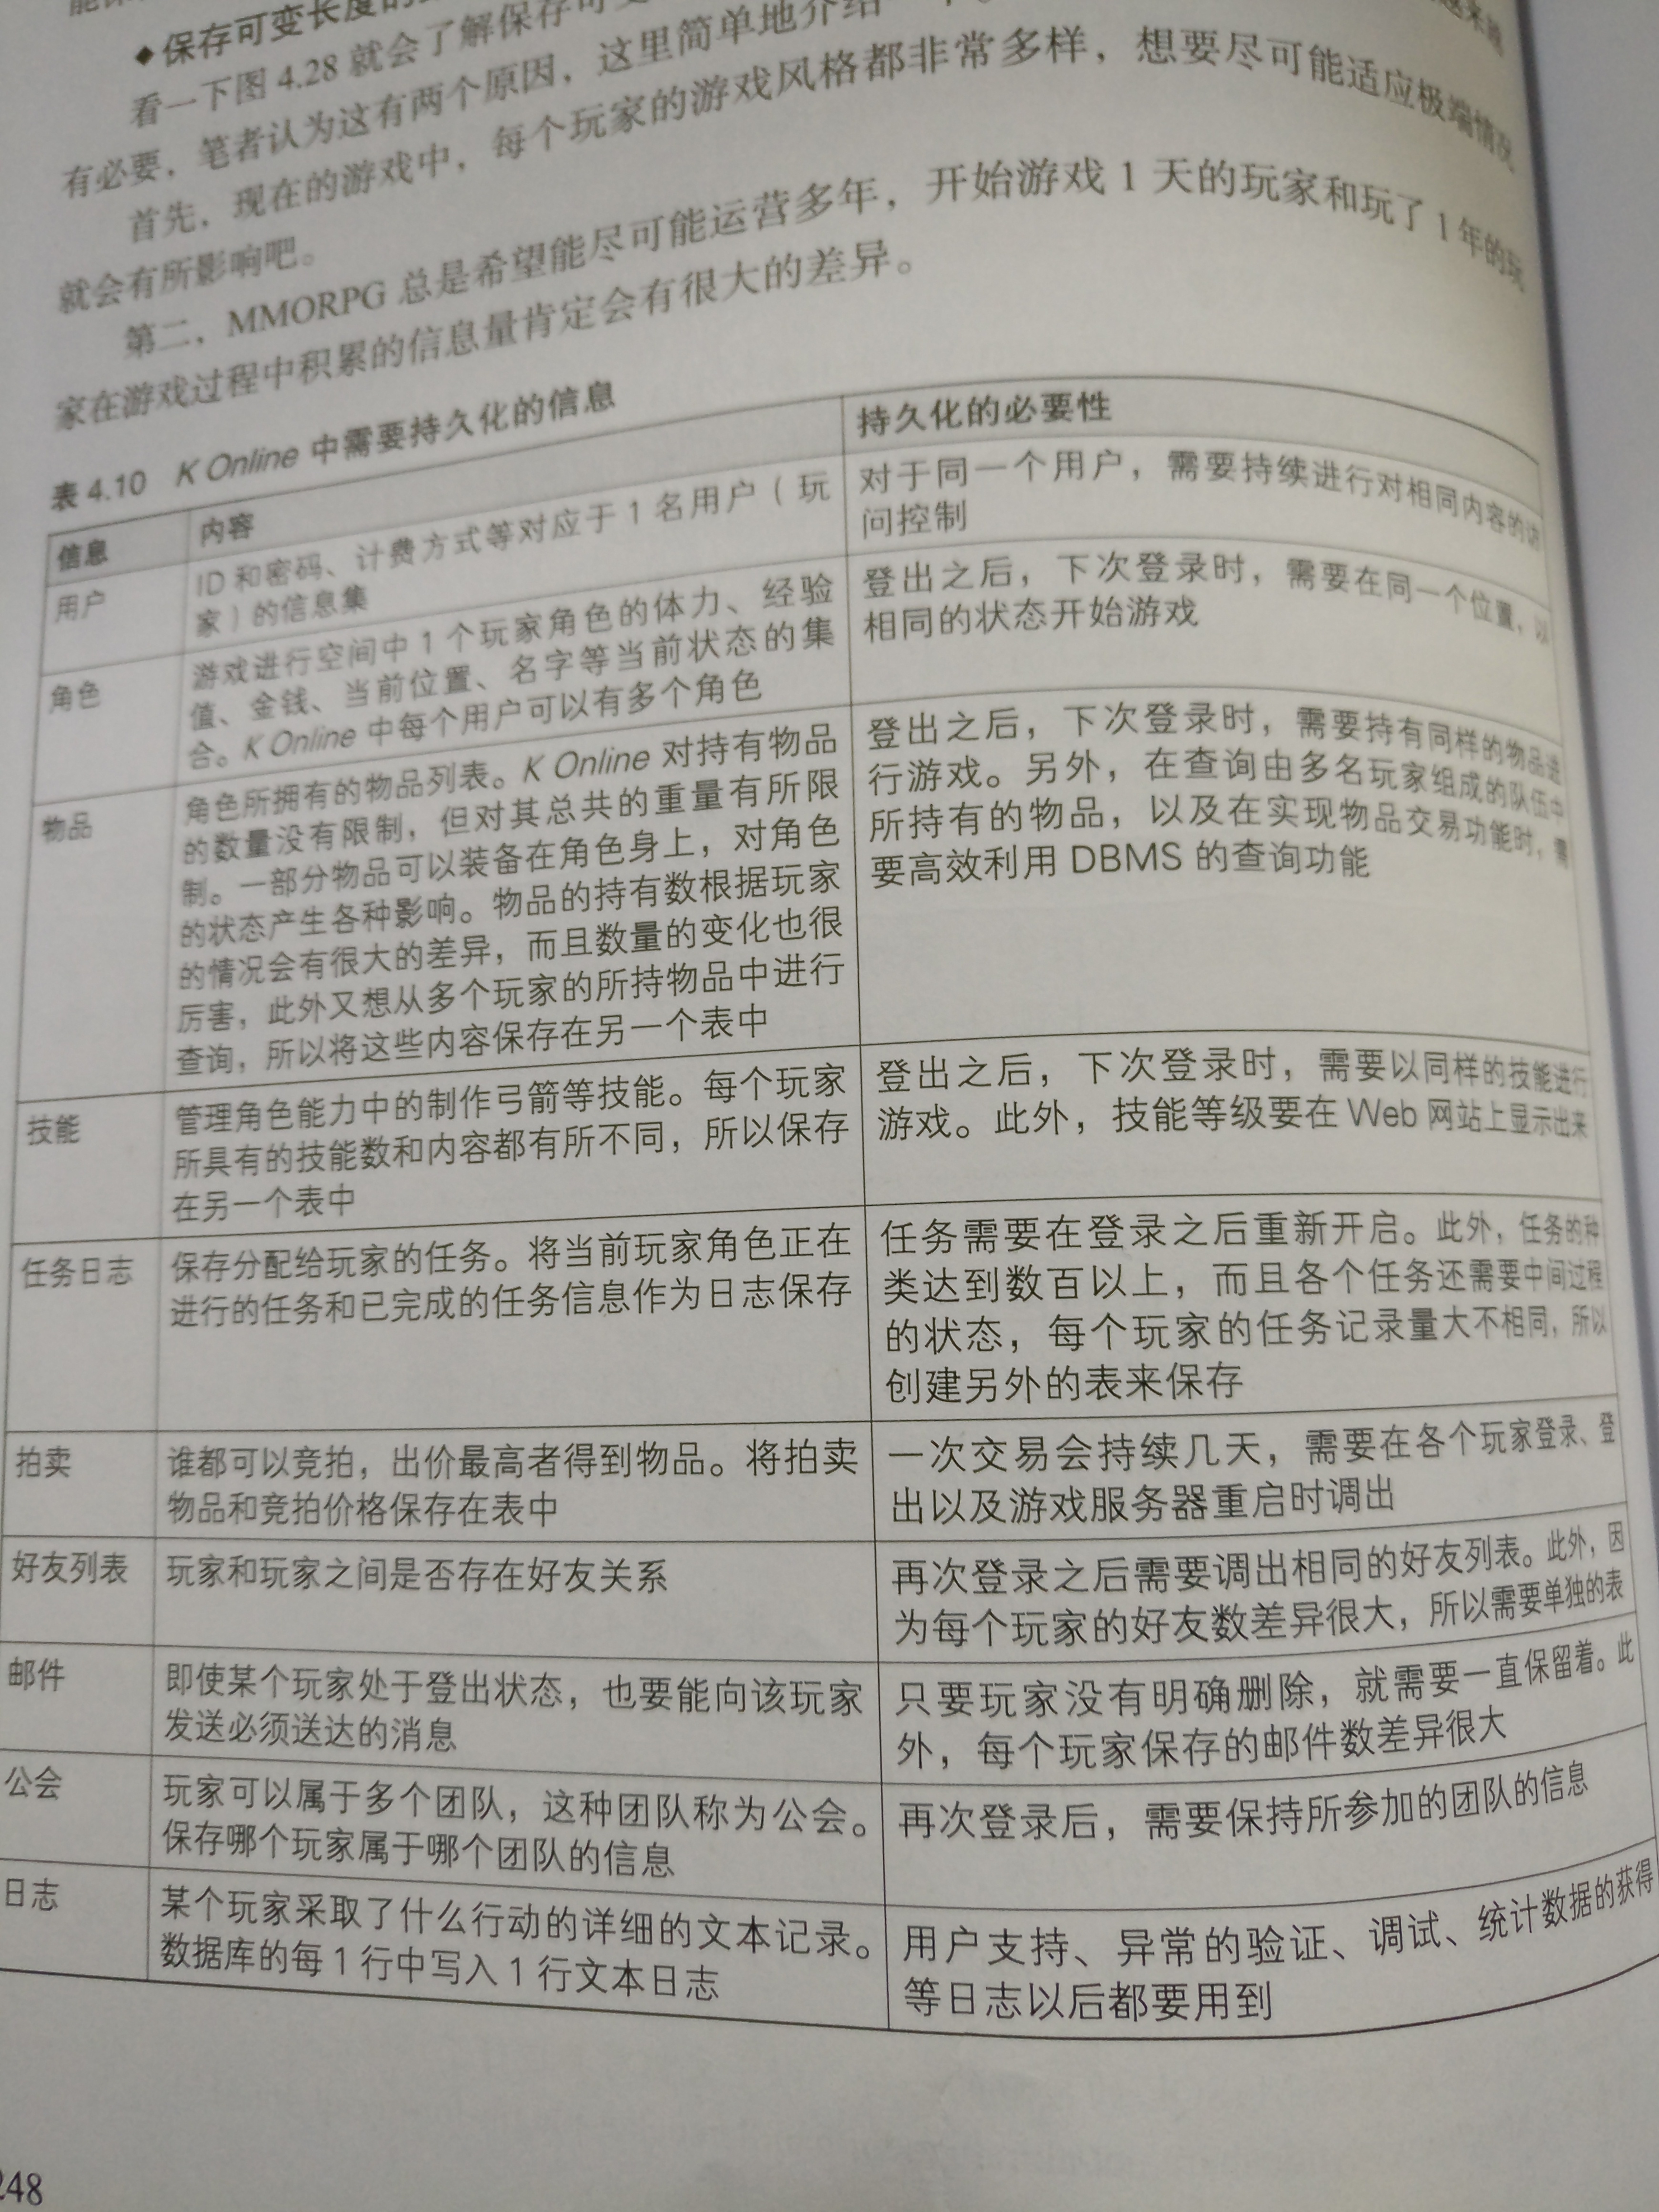 ◆保存可变长度的
看一下图 4.28 就会了解保存可变
有必要，笔者认为这有两个原因，这里简单地介绍一
首先，现在的游戏中，每个玩家的游戏风格都非常多样，想要尽可能适应极端情况
就会有所影响吧。
第二，MMORPG 总是希望能尽可能运营多年，开始游戏 1 天的玩家和玩了 1 年的玩
家在游戏过程中积累的信息量肯定会有很大的差异。
表 4.10 K Online 中需要持久化的信息
信息
内容
持久化的必要性
用户
ID 和密码、计费方式等对应于 1 名用户（玩
家）的信息集
对于同一个用户，需要持续进行对相同内容的访
问控制
角色
游戏进行空间中 1 个玩家角色的体力、经验
值、金钱、当前位置、名字等当前状态的集
合。K Online 中每个用户可以有多个角色
登出之后，下次登录时，需要在同一个位置，以
相同的状态开始游戏
物品
角色所拥有的物品列表。K Online 对持有物品
的数量没有限制，但对其总共的重量有所限
制。一部分物品可以装备在角色身上，对角色
的状态产生各种影响。物品的持有数根据玩家
的情况会有很大的差异，而且数量的变化也很
厉害，此外又想从多个玩家的所持物品中进行
查询，所以将这些内容保存在另一个表中
登出之后，下次登录时，需要持有同样的物品进
行游戏。另外，在查询由多名玩家组成的队伍中
所持有的物品，以及在实现物品交易功能时，需
要高效利用 DBMS 的查询功能
技能
管理角色能力中的制作弓箭等技能。每个玩家
所具有的技能数和内容都有所不同，所以保存
在另一个表中
登出之后，下次登录时，需要以同样的技能进行
游戏。此外，技能等级要在 Web 网站上显示出来
任务日志
保存分配给玩家的任务。将当前玩家角色正在
进行的任务和已完成的任务信息作为日志保存
任务需要在登录之后重新开启。此外，任务的种
类达到数百以上，而且各个任务还需要中间过程
的状态，每个玩家的任务记录量大不相同，所以
创建另外的表来保存
拍卖
谁都可以竞拍，出价最高者得到物品。将拍卖
物品和竞拍价格保存在表中
一次交易会持续几天，需要在各个玩家登录、登
出以及游戏服务器重启时调出
好友列表
玩家和玩家之间是否存在好友关系
再次登录之后需要调出相同的好友列表。此外，因
为每个玩家的好友数差异很大，所以需要单独的表
邮件
即使某个玩家处于登出状态，也要能向该玩家
发送必须送达的消息
只要玩家没有明确删除，就需要一直保留着。此
外，每个玩家保存的邮件数差异很大
公会
玩家可以属于多个团队，这种团队称为公会。
保存哪个玩家属于哪个团队的信息
再次登录后，需要保持所参加的团队的信息
日志
某个玩家采取了什么行动的详细的文本记录。
数据库的每 1 行中写入 1 行文本日志
用户支持、异常的验证、调试、统计数据的获得
等日志以后都要用到
248